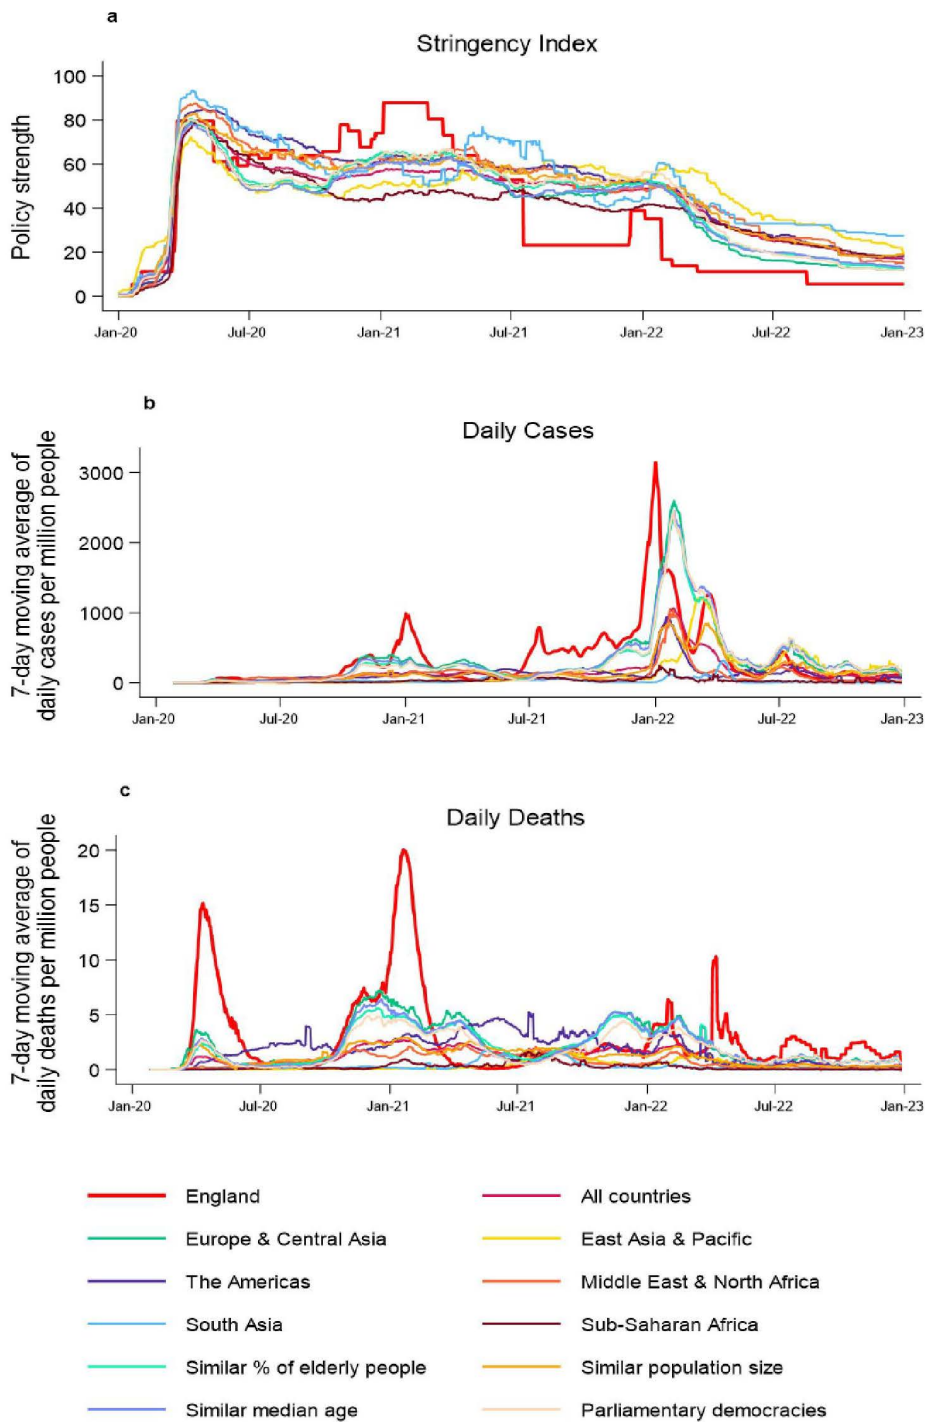 a
Stringency Index
Policy strength
100
80
60
40
20
0
Jan-20 Jul-20 Jan-21 Jul-21 Jan-22 Jul-22 Jan-23
b
Daily Cases
7-day moving average of
daily cases per million people
3000
2000
1000
0
Jan-20 Jul-20 Jan-21 Jul-21 Jan-22 Jul-22 Jan-23
c
Daily Deaths
7-day moving average of
daily deaths per million people
20
15
10
5
0
Jan-20 Jul-20 Jan-21 Jul-21 Jan-22 Jul-22 Jan-23
England All countries
Europe & Central Asia East Asia & Pacific
The Americas Middle East & North Africa
South Asia Sub-Saharan Africa
Similar % of elderly people Similar population size
Similar median age Parliamentary democracies